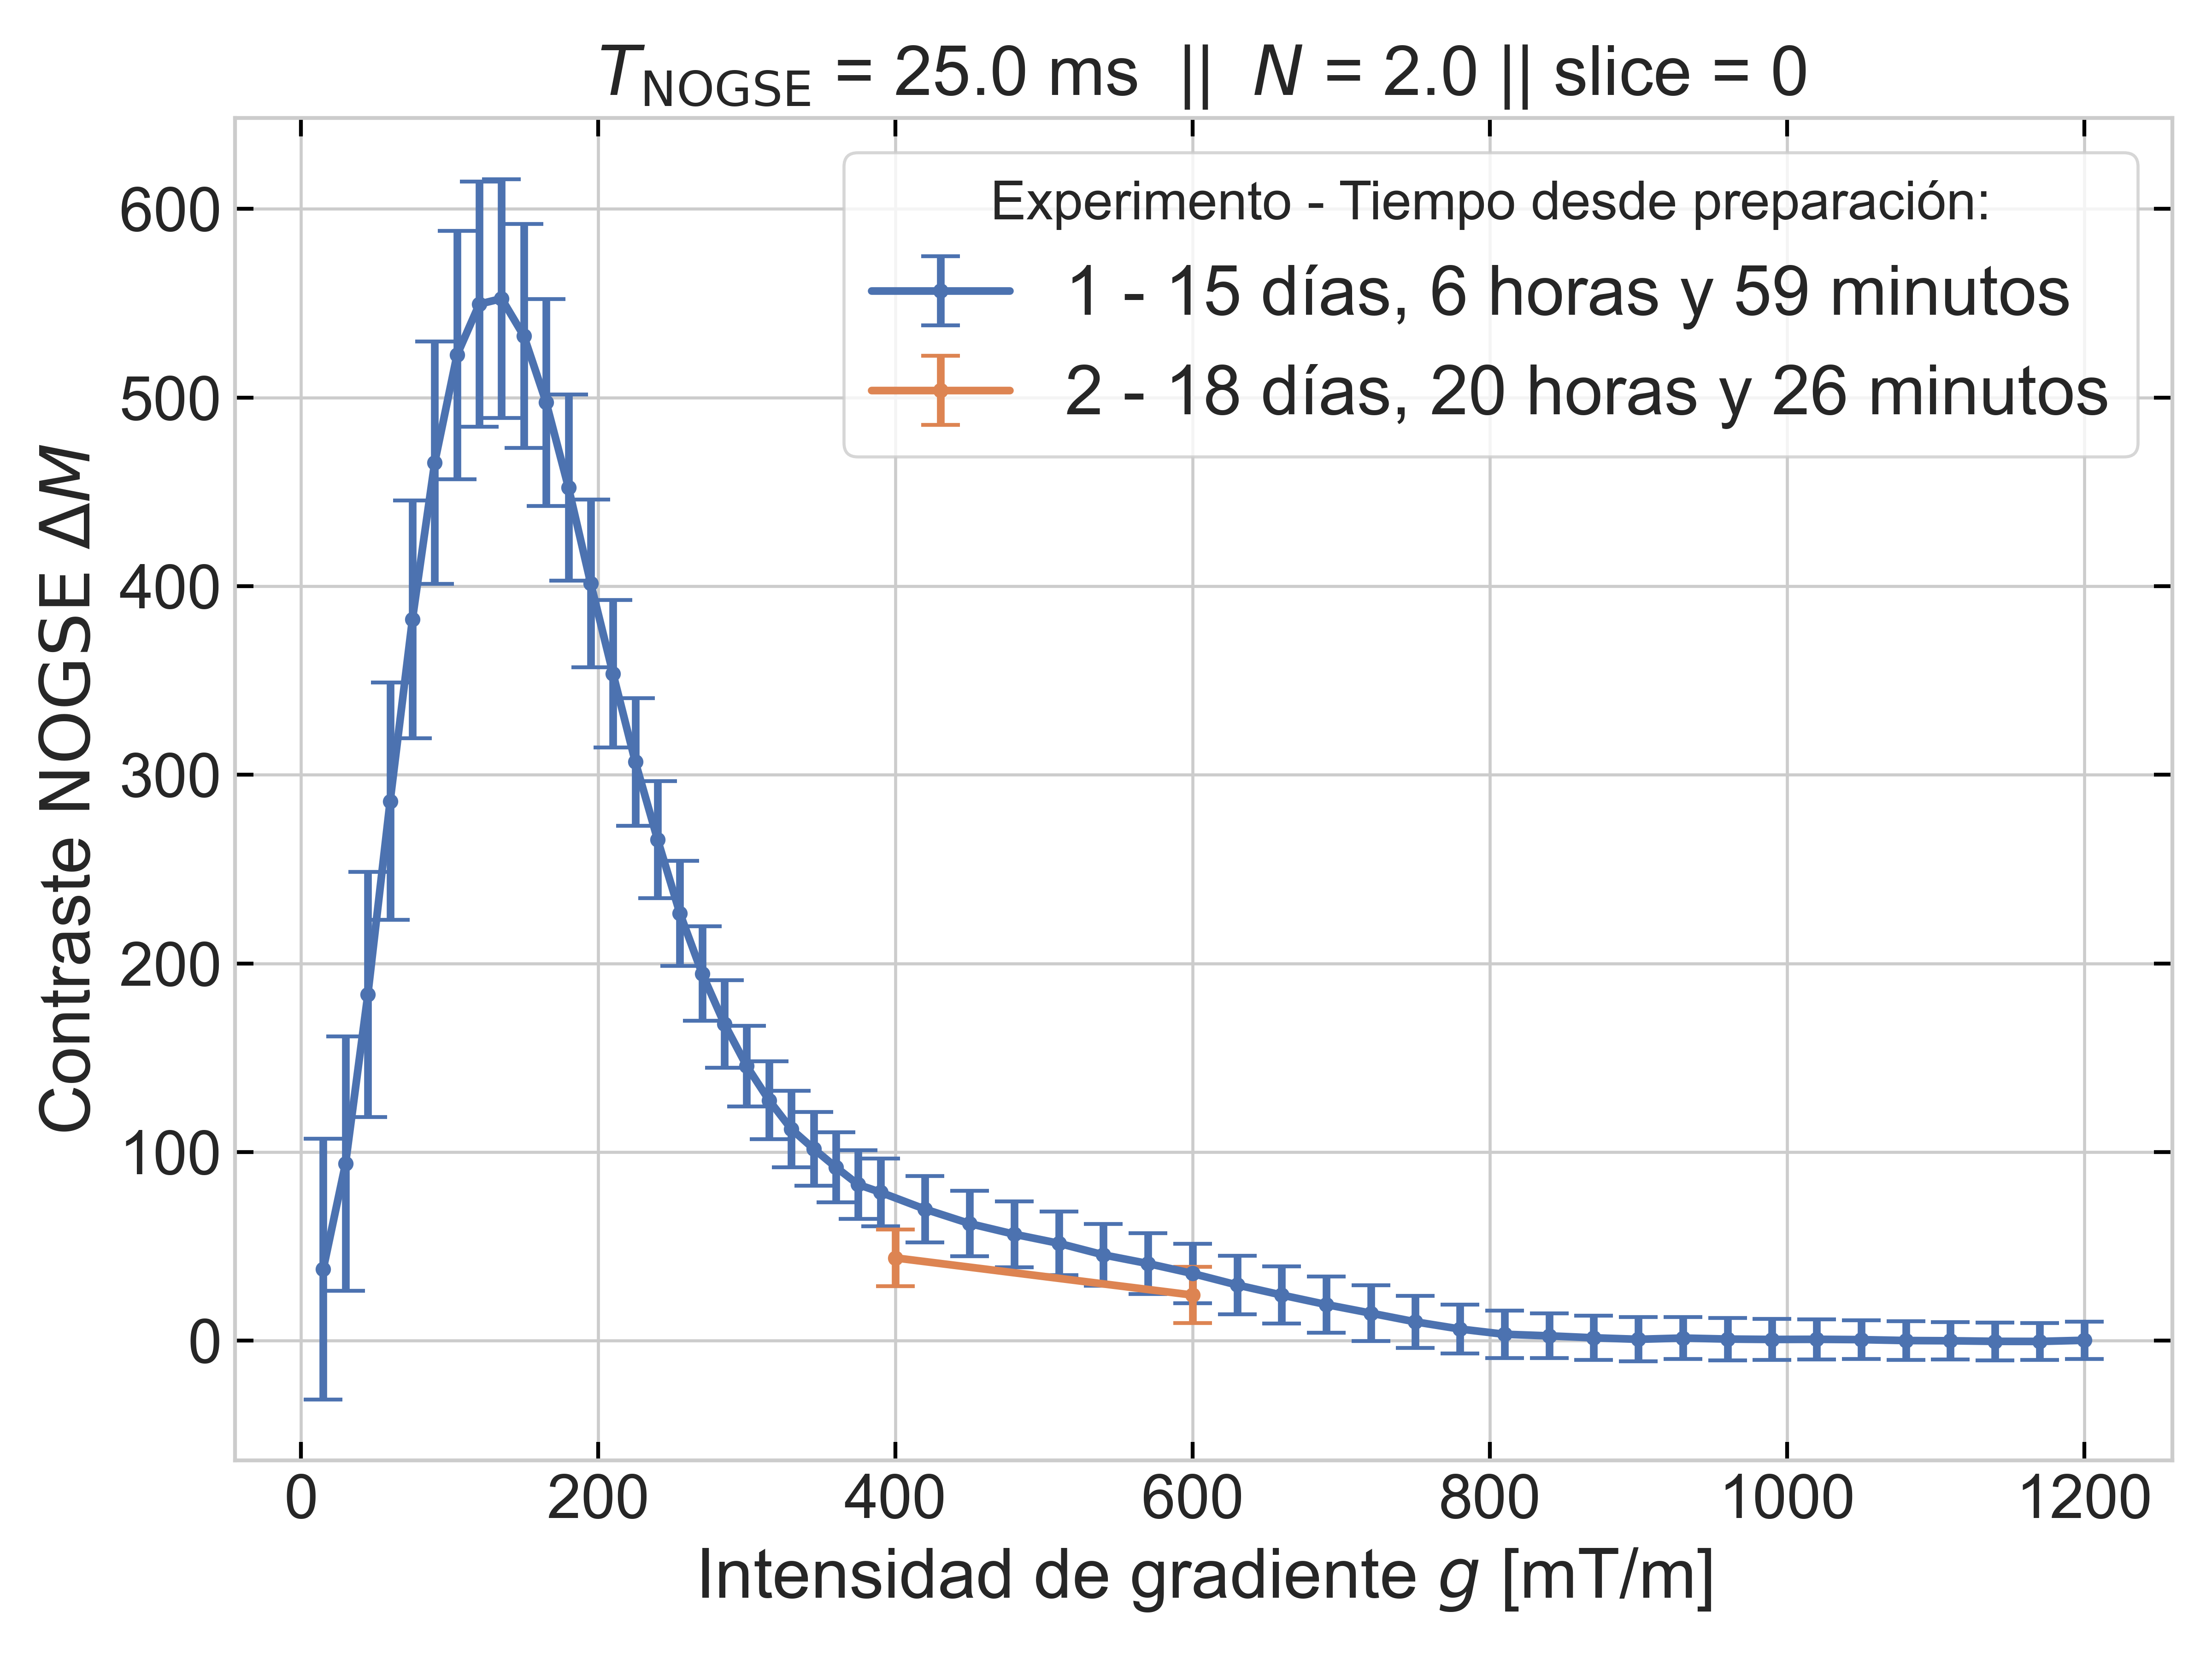 T_NOGSE = 25.0 ms || N = 2.0 || slice = 0
Contraste NOGSE ΔM
600
500
400
300
200
100
0
Experimento - Tiempo desde preparación:
1 - 15 días, 6 horas y 59 minutos
2 - 18 días, 20 horas y 26 minutos
0 200 400 600 800 1000 1200
Intensidad de gradiente g [mT/m]